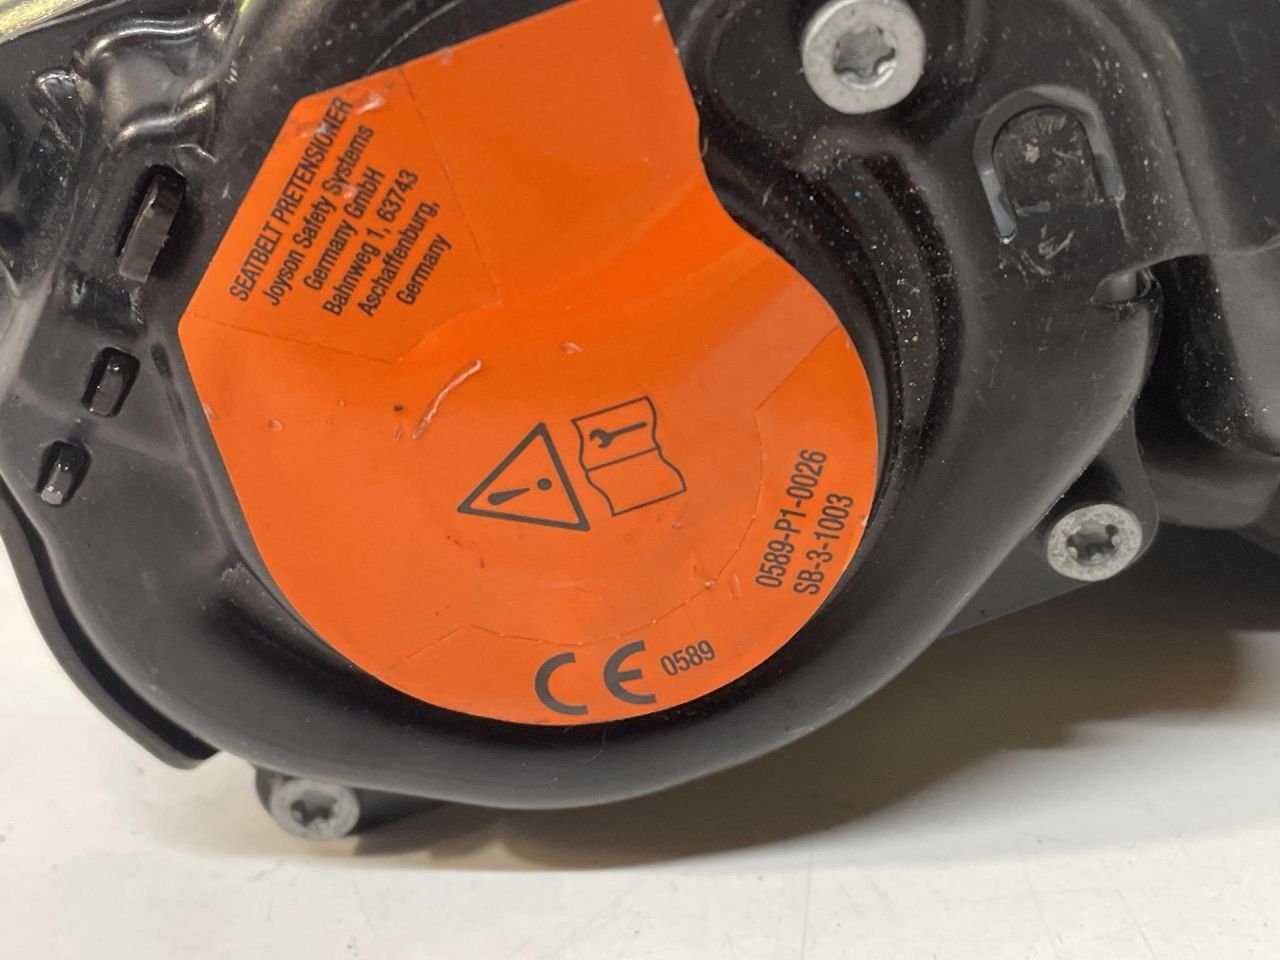 SEATBELT PRETENSIONER
Joyson Safety Systems
Germany GmbH
Bahnweg 1, 63743
Aschaffenburg,
Germany
0589-P1-0026
SB-3-1003
CE 0589